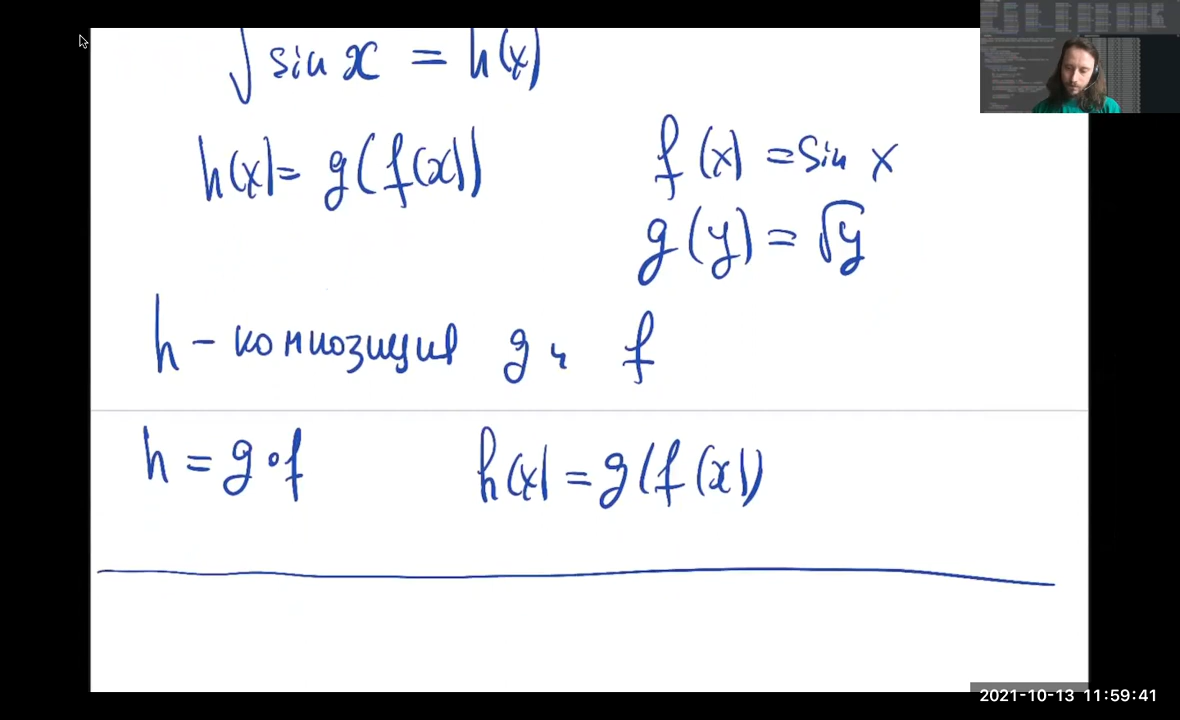 √sin x = h(x)
h(x) = g(f(x)) f(x) = sin x
g(y) = √y
h – композиция g и f
h = g∘f h(x) = g(f(x))
2021-10-13 11:59:41